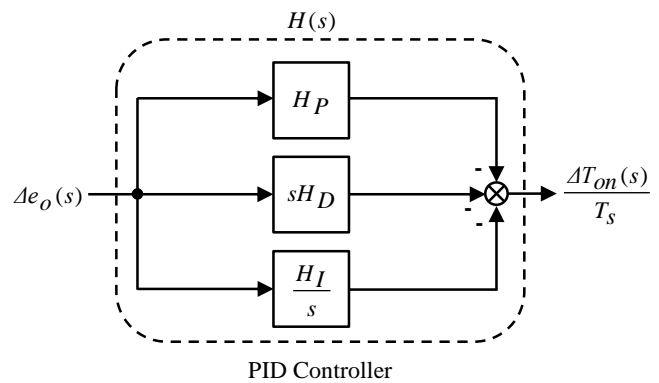 H(s)
H_P
-
Δe_o(s)
sH_D
-
ΔT_on(s)
T_s
-
H_I
s
PID Controller